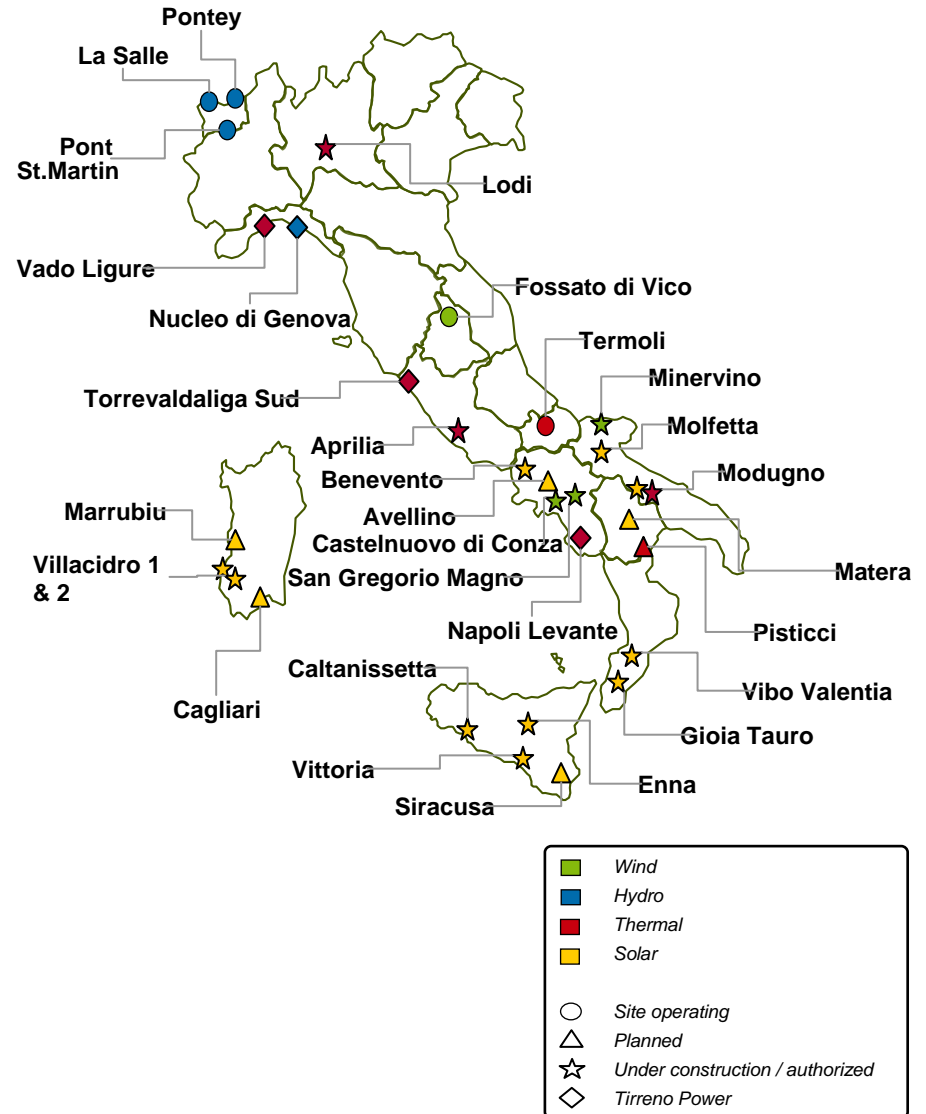 Pontey
La Salle
Pont
St.Martin
Lodi
Vado Ligure
Nucleo di Genova
Fossato di Vico
Termoli
Minervino
Torrevaldaliga Sud
Molfetta
Aprilia
Benevento
Modugno
Marrubiu
Avellino
Castelnuovo di Conza
Villacidro 1
& 2
San Gregorio Magno
Matera
Napoli Levante
Pisticci
Caltanissetta
Vibo Valentia
Cagliari
Gioia Tauro
Vittoria
Enna
Siracusa
Wind
Hydro
Thermal
Solar
Site operating
Planned
Under construction / authorized
Tirreno Power